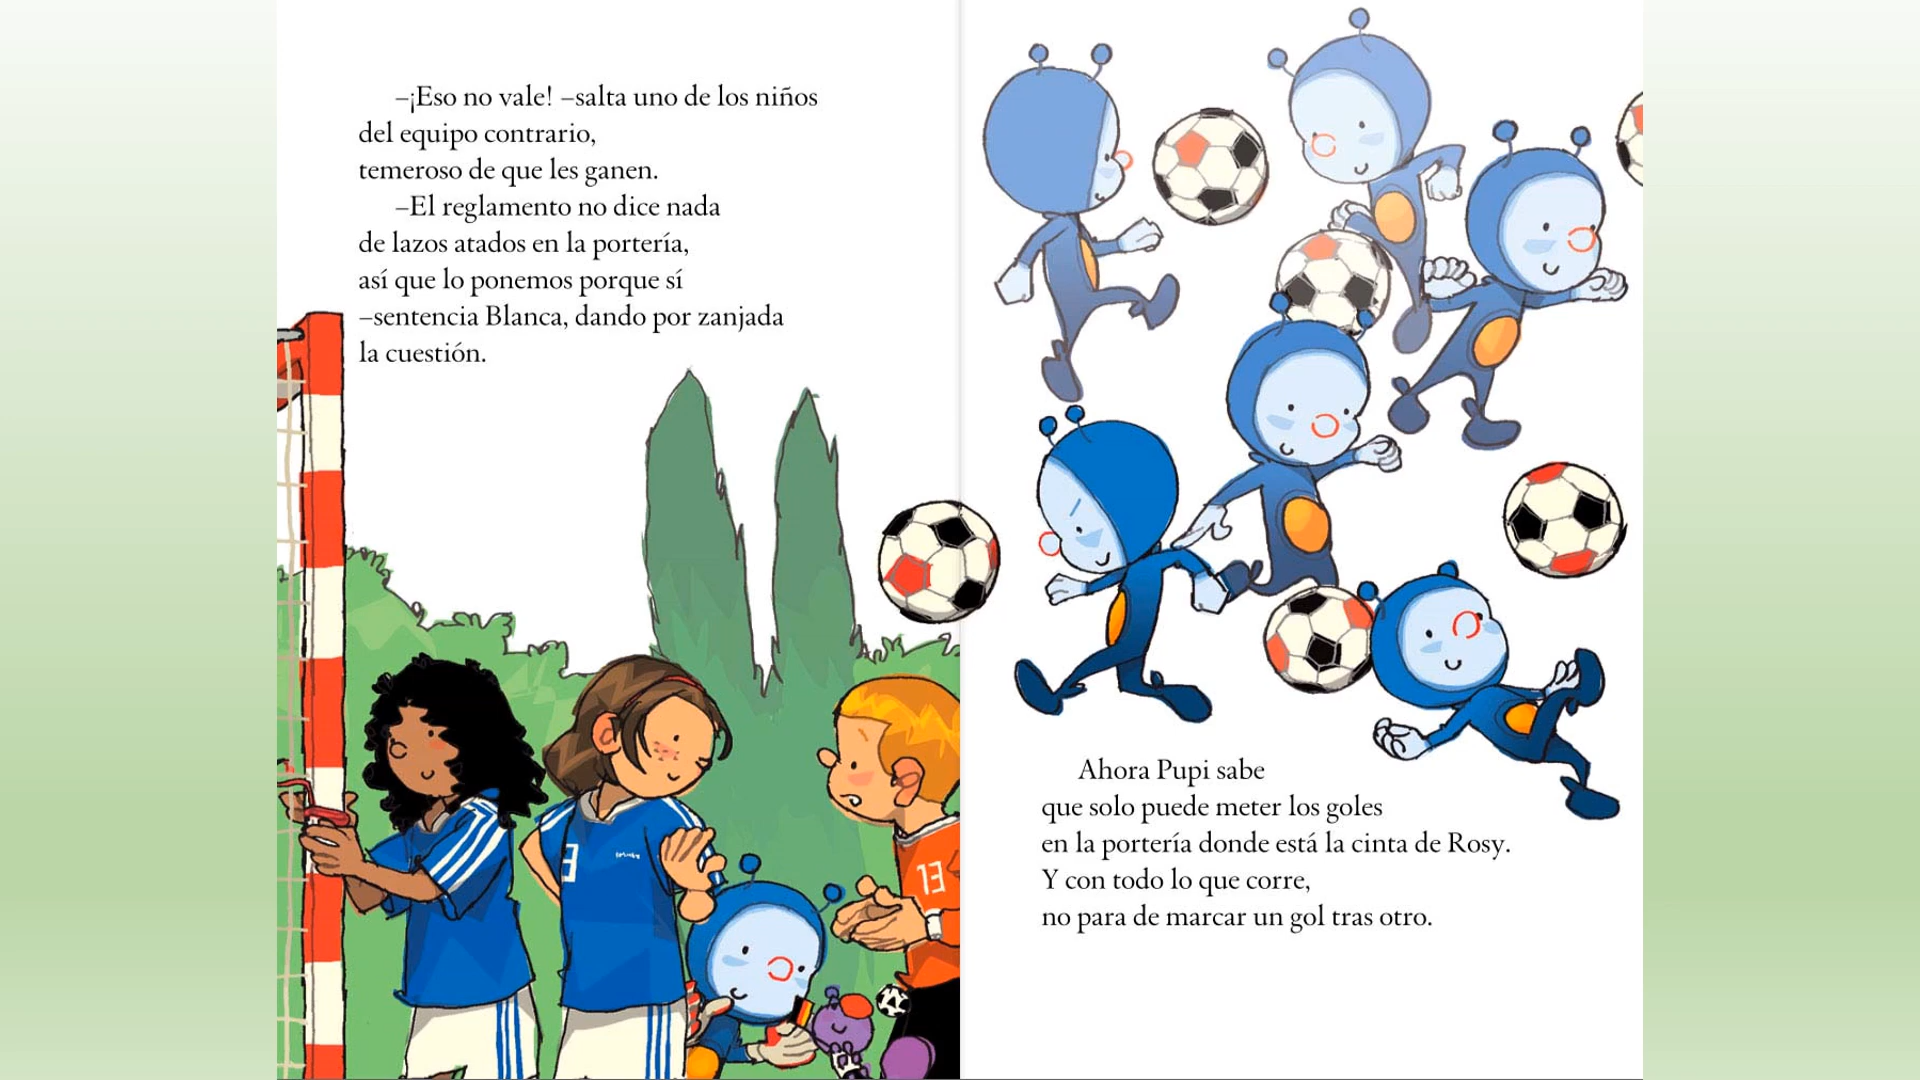 –¡Eso no vale! –salta uno de los niños
del equipo contrario,
temeroso de que les ganen.
–El reglamento no dice nada
de lazos atados en la portería,
así que lo ponemos porque sí
–sentencia Blanca, dando por zanjada
la cuestión.
3
13
Ahora Pupi sabe
que solo puede meter los goles
en la portería donde está la cinta de Rosy.
Y con todo lo que corre,
no para de marcar un gol tras otro.